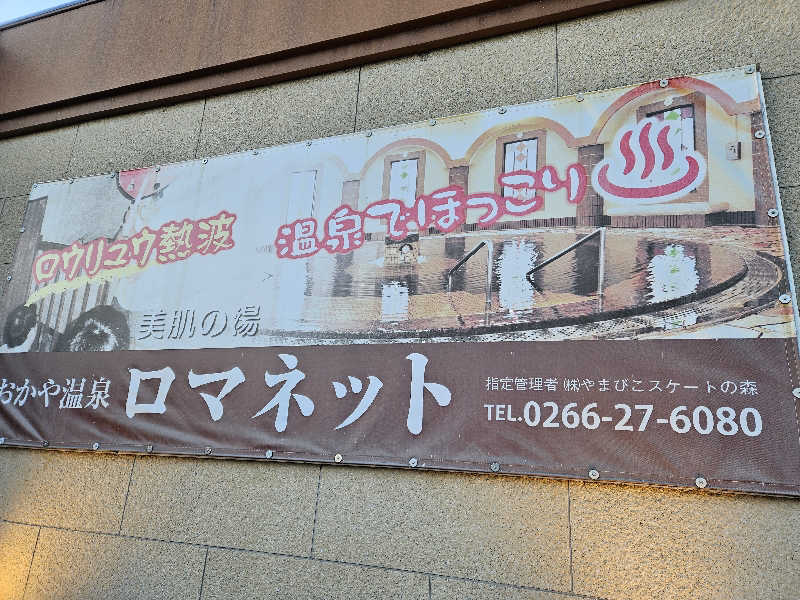 ロウリュウ熱波
温泉でほっこり
美肌の湯
おかや温泉 ロマネット
指定管理者 ㈱やまびこスケートの森
TEL.0266-27-6080